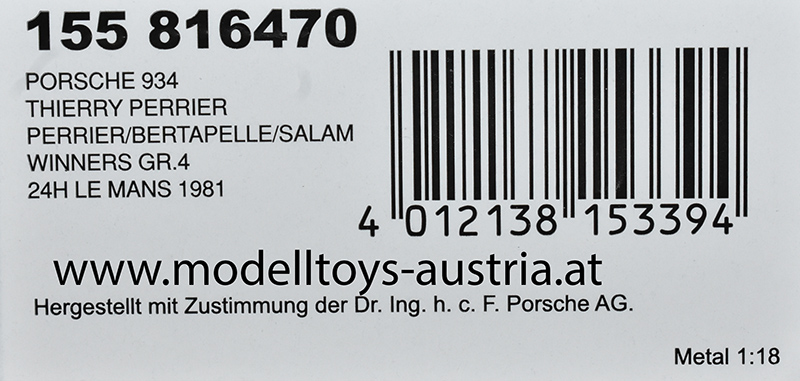 155 816470
PORSCHE 934
THIERRY PERRIER
PERRIER/BERTAPELLE/SALAM
WINNERS GR.4
24H LE MANS 1981
4 012138 153394
www.modelltoys-austria.at
Hergestellt mit Zustimmung der Dr. Ing. h. c. F. Porsche AG.
Metal 1:18